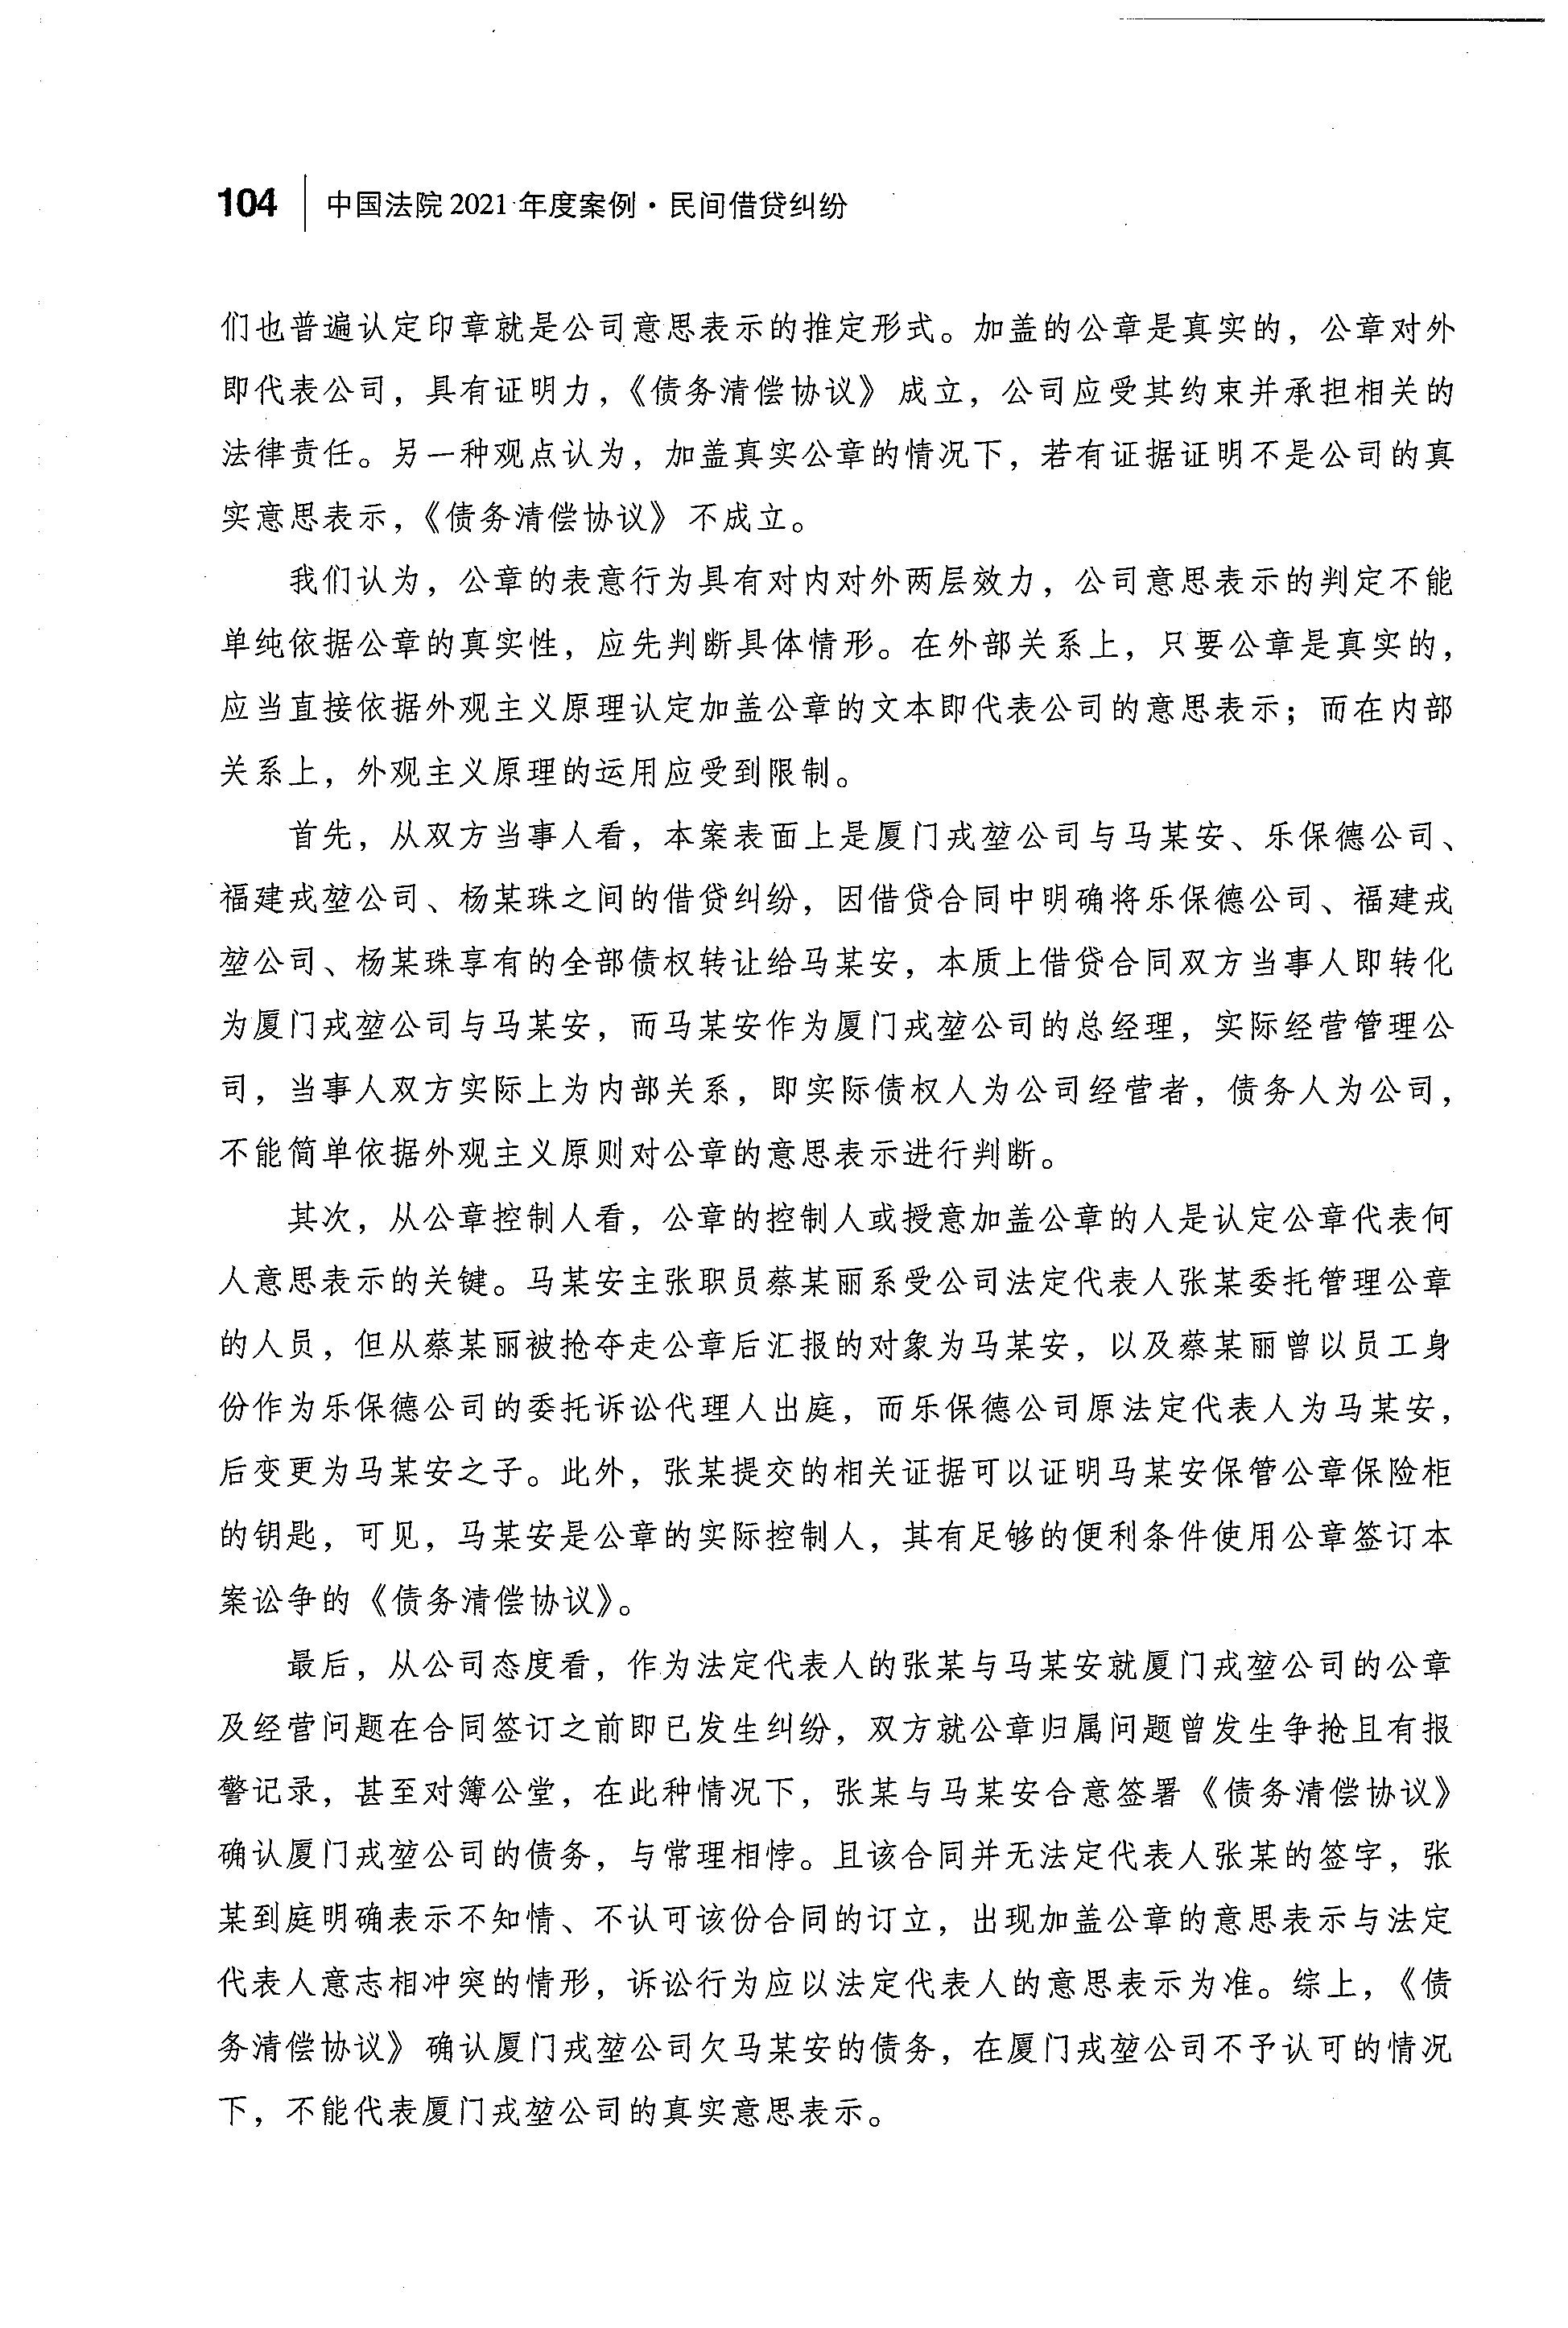 104 中国法院2021年度案例·民间借贷纠纷
们也普遍认定印章就是公司意思表示的推定形式。加盖的公章是真实的，公章对外
即代表公司，具有证明力，《债务清偿协议》成立，公司应受其约束并承担相关的
法律责任。另一种观点认为，加盖真实公章的情况下，若有证据证明不是公司的真
实意思表示，《债务清偿协议》不成立。
我们认为，公章的表意行为具有对内对外两层效力，公司意思表示的判定不能
单纯依据公章的真实性，应先判断具体情形。在外部关系上，只要公章是真实的，
应当直接依据外观主义原理认定加盖公章的文本即代表公司的意思表示；而在内部
关系上，外观主义原理的运用应受到限制。
首先，从双方当事人看，本案表面上是厦门戎堃公司与马某安、乐保德公司、
福建戎堃公司、杨某珠之间的借贷纠纷，因借贷合同中明确将乐保德公司、福建戎
堃公司、杨某珠享有的全部债权转让给马某安，本质上借贷合同双方当事人即转化
为厦门戎堃公司与马某安，而马某安作为厦门戎堃公司的总经理，实际经营管理公
司，当事人双方实际上为内部关系，即实际债权人为公司经营者，债务人为公司，
不能简单依据外观主义原则对公章的意思表示进行判断。
其次，从公章控制人看，公章的控制人或授意加盖公章的人是认定公章代表何
人意思表示的关键。马某安主张职员蔡某丽系受公司法定代表人张某委托管理公章
的人员，但从蔡某丽被抢夺走公章后汇报的对象为马某安，以及蔡某丽曾以员工身
份作为乐保德公司的委托诉讼代理人出庭，而乐保德公司原法定代表人为马某安，
后变更为马某安之子。此外，张某提交的相关证据可以证明马某安保管公章保险柜
的钥匙，可见，马某安是公章的实际控制人，其有足够的便利条件使用公章签订本
案讼争的《债务清偿协议》。
最后，从公司态度看，作为法定代表人的张某与马某安就厦门戎堃公司的公章
及经营问题在合同签订之前即已发生纠纷，双方就公章归属问题曾发生争抢且有报
警记录，甚至对簿公堂，在此种情况下，张某与马某安合意签署《债务清偿协议》
确认厦门戎堃公司的债务，与常理相悖。且该合同并无法定代表人张某的签字，张
某到庭明确表示不知情、不认可该份合同的订立，出现加盖公章的意思表示与法定
代表人意志相冲突的情形，诉讼行为应以法定代表人的意思表示为准。综上，《债
务清偿协议》确认厦门戎堃公司欠马某安的债务，在厦门戎堃公司不予认可的情况
下，不能代表厦门戎堃公司的真实意思表示。